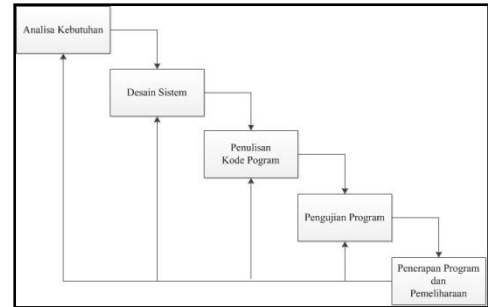 Analisa Kebutuhan
Desain Sistem
Penulisan
Kode Pogram
Pengujian Program
Penerapan Program
dan
Pemeliharaan